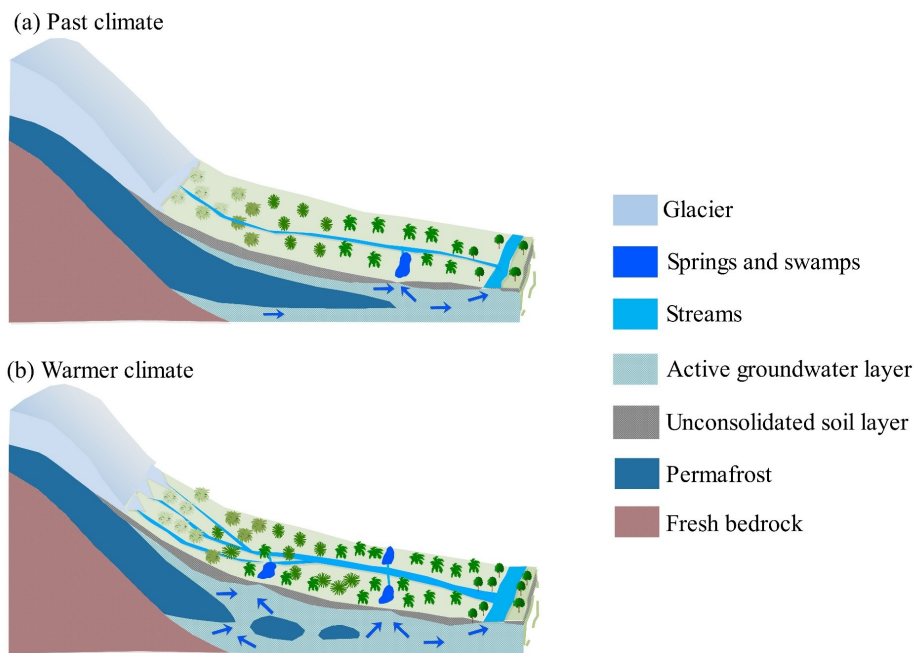 (a) Past climate
Glacier
Springs and swamps
Streams
(b) Warmer climate
Active groundwater layer
Unconsolidated soil layer
Permafrost
Fresh bedrock